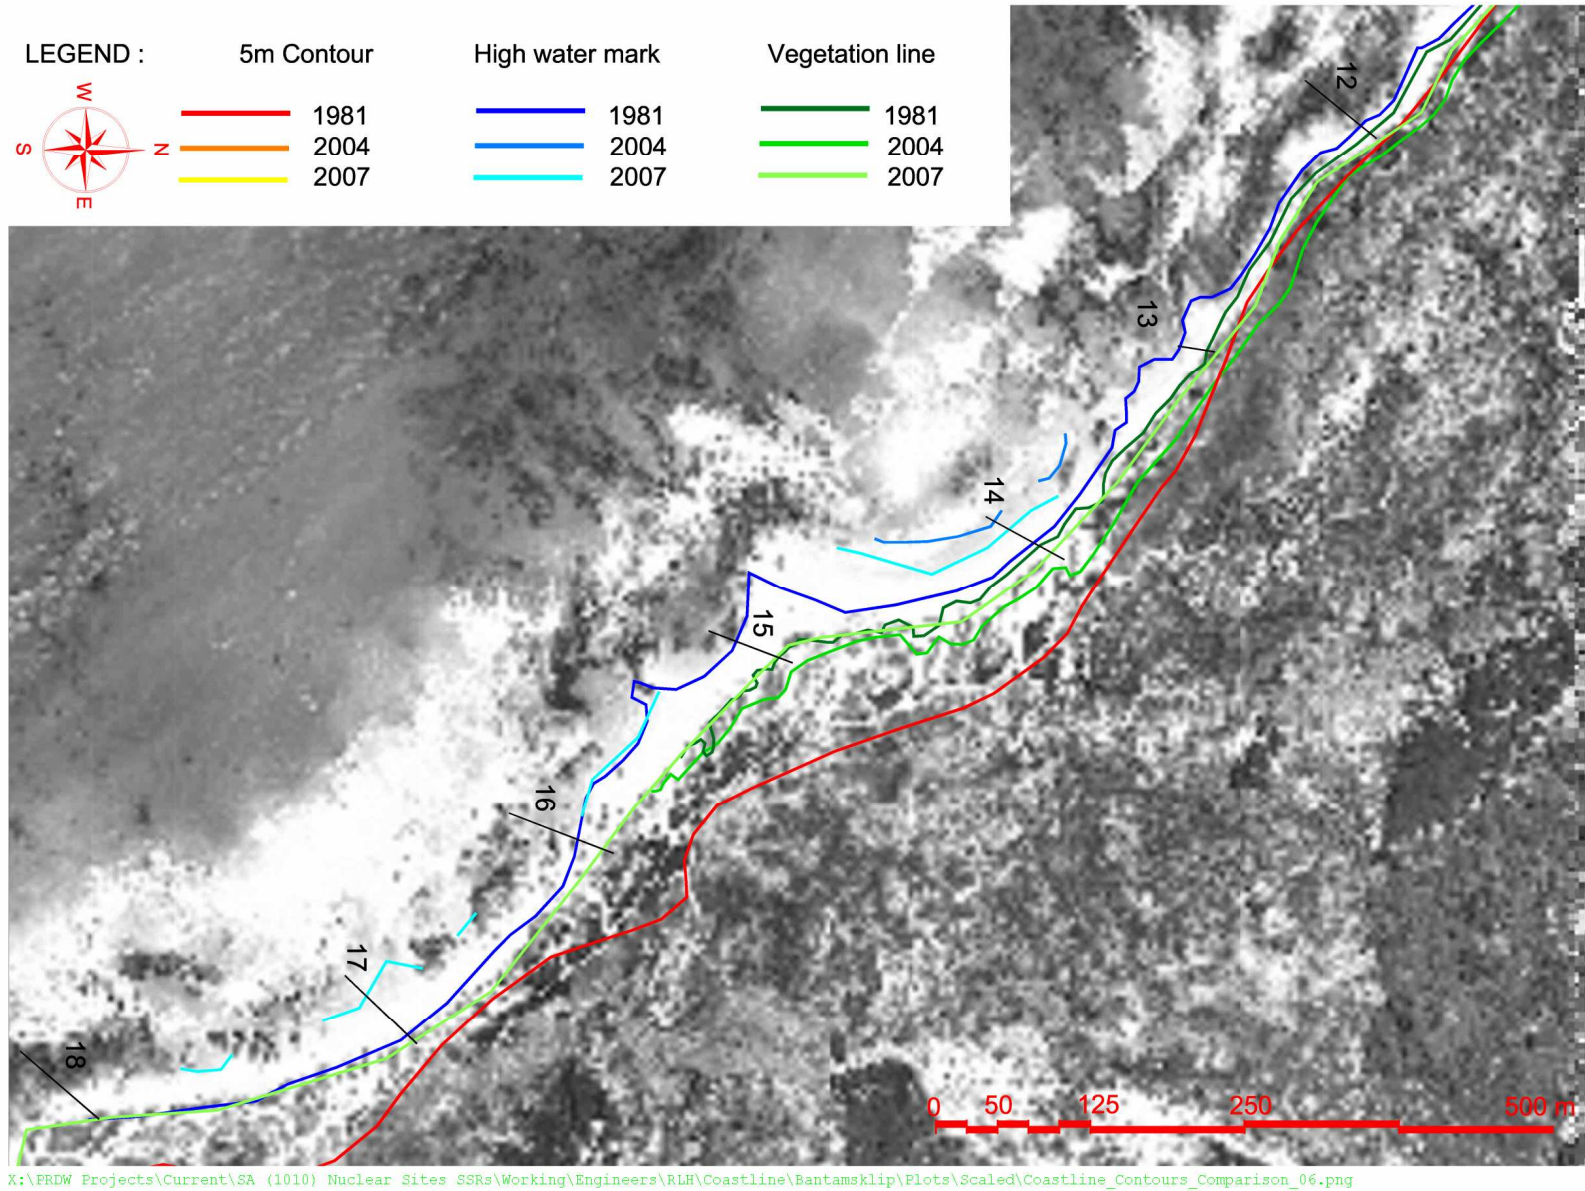 LEGEND : 5m Contour High water mark Vegetation line
W
S N
E
1981 1981 1981
2004 2004 2004
2007 2007 2007
12
13
14
15
16
17
18
0 50 125 250 500 m
X:\PRDW Projects\Current\SA (1010) Nuclear Sites SSRs\Working\Engineers\RLH\Coastline\Bantamsklip\Plots\Scaled\Coastline_Contours_Comparison_06.png